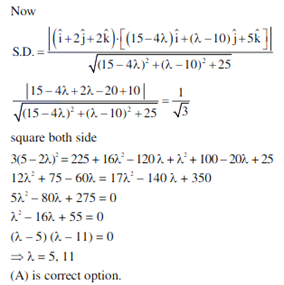 Now
S.D. = |(î+2ĵ+2k̂)·[(15−4λ)î+(λ−10)ĵ+5k̂]| / √((15−4λ)²+(λ−10)²+25)
|15−4λ+2λ−20+10| / √((15−4λ)²+(λ−10)²+25) = 1/√3
square both side
3(5−2λ)² = 225 + 16λ² − 120λ + λ² + 100 − 20λ + 25
12λ² + 75 − 60λ = 17λ² − 140λ + 350
5λ² − 80λ + 275 = 0
λ² − 16λ + 55 = 0
(λ − 5) (λ − 11) = 0
⇒ λ = 5, 11
(A) is correct option.